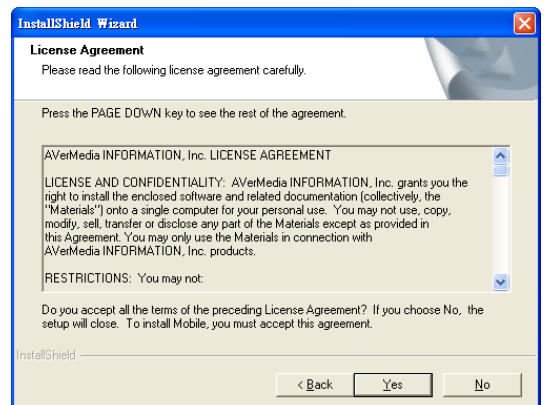 InstallShield Wizard
License Agreement
Please read the following license agreement carefully.
Press the PAGE DOWN key to see the rest of the agreement.
AVerMedia INFORMATION, Inc. LICENSE AGREEMENT
LICENSE AND CONFIDENTIALITY: AVerMedia INFORMATION, Inc. grants you the
right to install the enclosed software and related documentation (collectively, the
"Materials") onto a single computer for your personal use. You may not use, copy,
modify, sell, transfer or disclose any part of the Materials except as provided in
this Agreement. You may only use the Materials in connection with
AVerMedia INFORMATION, Inc. products.
RESTRICTIONS: You may not:
Do you accept all the terms of the preceding License Agreement? If you choose No, the
setup will close. To install Mobile, you must accept this agreement.
InstallShield
< Back Yes No